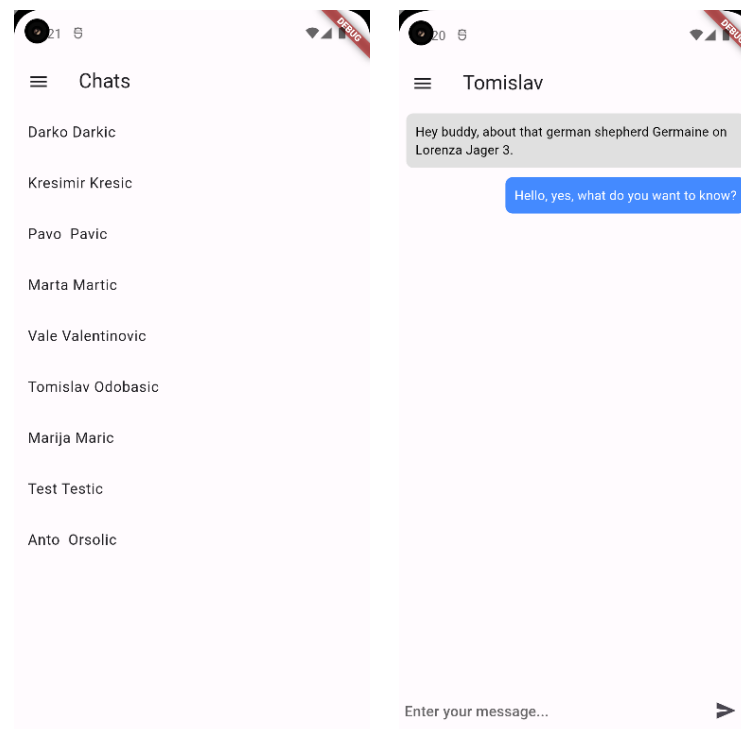 21
DEBUG
Chats
Darko Darkic
Kresimir Kresic
Pavo  Pavic
Marta Martic
Vale Valentinovic
Tomislav Odobasic
Marija Maric
Test Testic
Anto  Orsolic
20
DEBUG
Tomislav
Hey buddy, about that german shepherd Germaine on
Lorenza Jager 3.
Hello, yes, what do you want to know?
Enter your message...